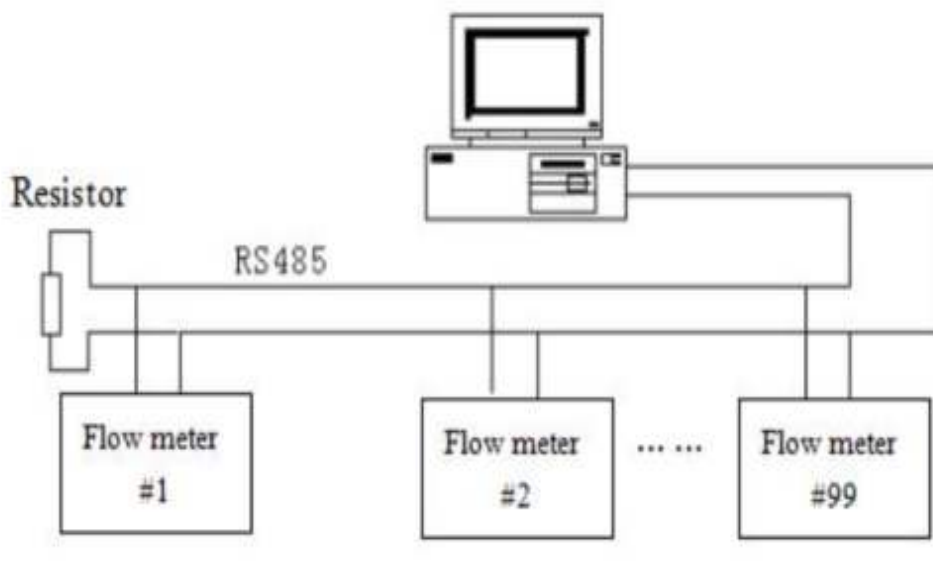 Resistor
RS485
Flow meter
#1
Flow meter
#2
... ...
Flow meter
#99